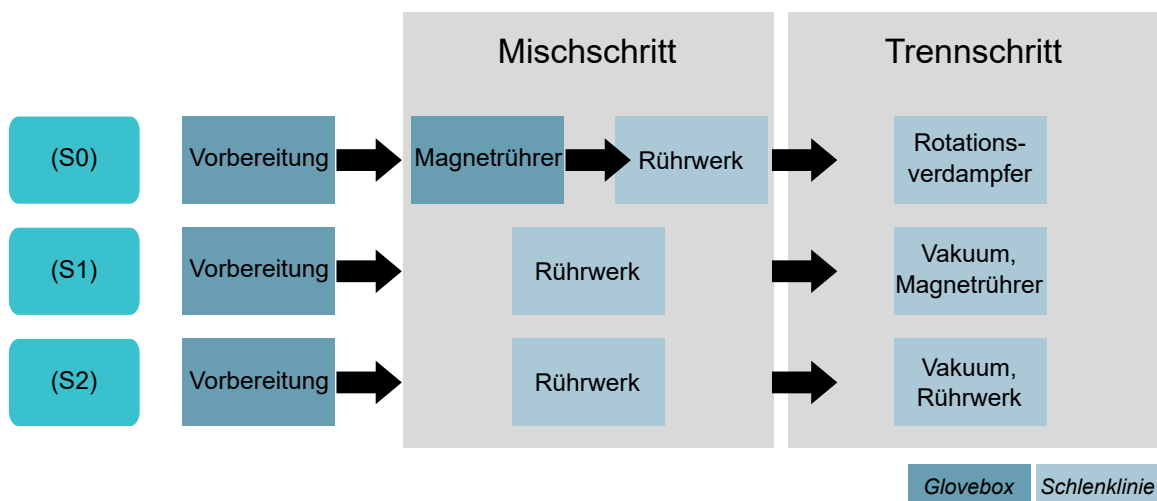 Mischschritt
Trennschritt
(S0)
Vorbereitung
Magnetrührer
Rührwerk
Rotations-
verdampfer
(S1)
Vorbereitung
Rührwerk
Vakuum,
Magnetrührer
(S2)
Vorbereitung
Rührwerk
Vakuum,
Rührwerk
Glovebox
Schlenklinie